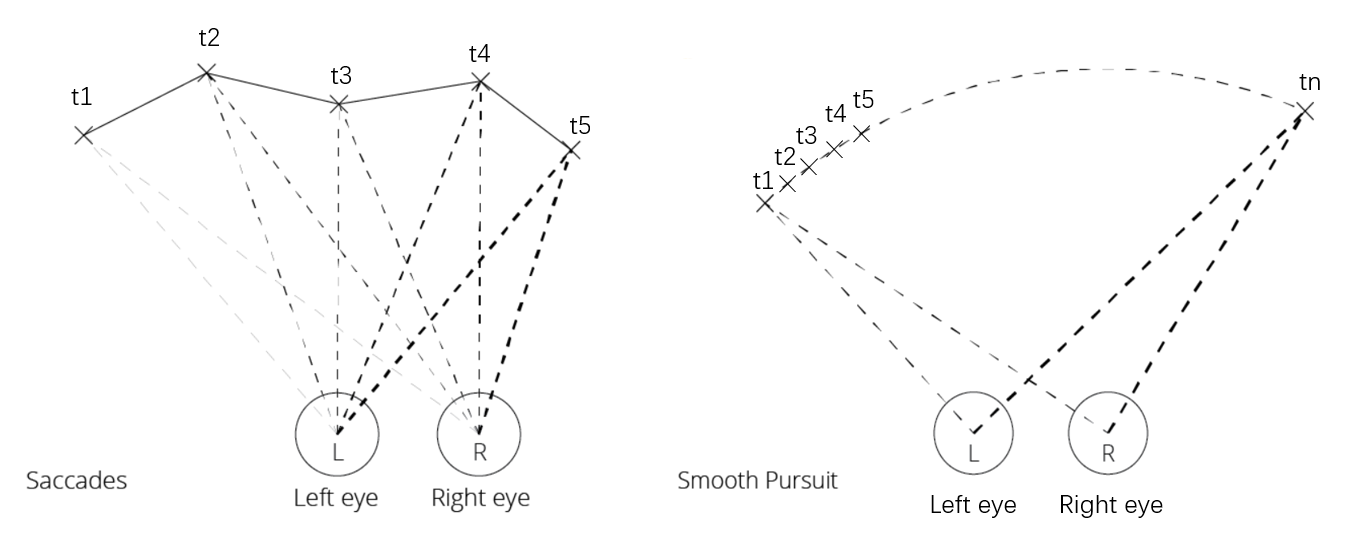 t1
t2
t3
t4
t5
L
R
Left eye
Right eye
Saccades
t1
t2
t3
t4
t5
tn
L
R
Left eye
Right eye
Smooth Pursuit